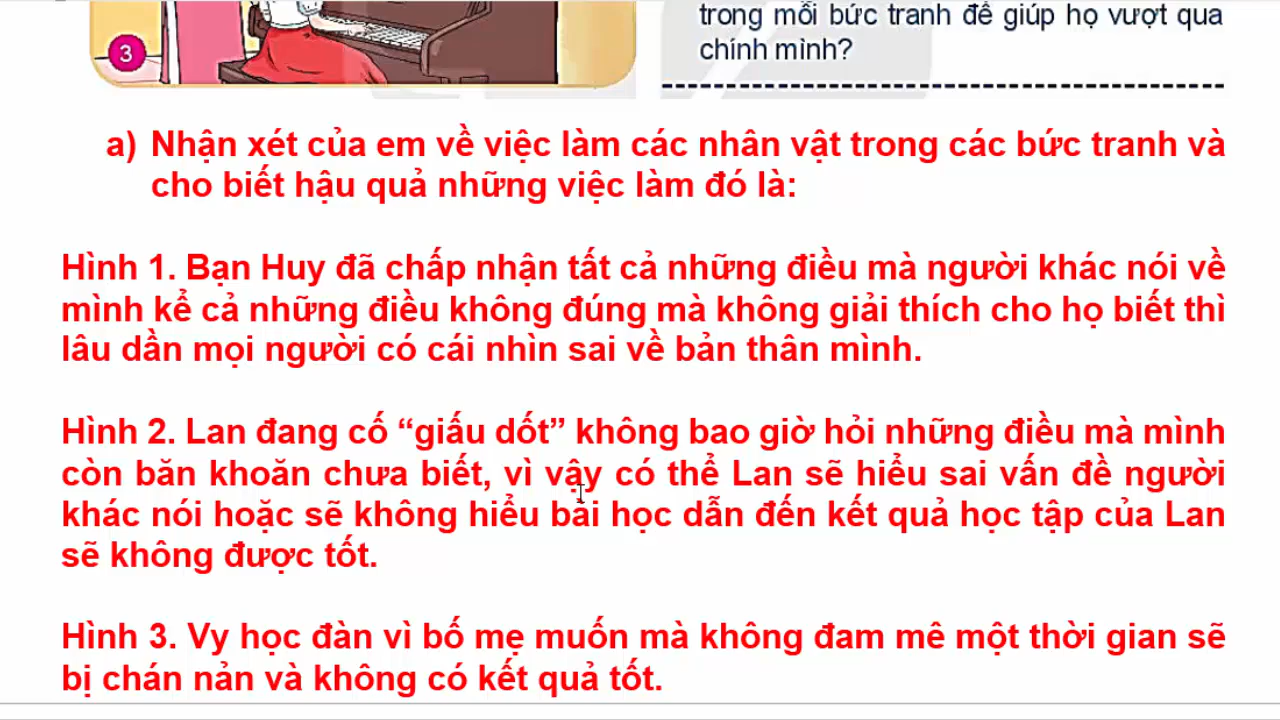 trong mỗi bức tranh để giúp họ vượt qua
chính mình?
3
a) Nhận xét của em về việc làm các nhân vật trong các bức tranh và
cho biết hậu quả những việc làm đó là:
Hình 1. Bạn Huy đã chấp nhận tất cả những điều mà người khác nói về
mình kể cả những điều không đúng mà không giải thích cho họ biết thì
lâu dần mọi người có cái nhìn sai về bản thân mình.
Hình 2. Lan đang cố “giấu dốt” không bao giờ hỏi những điều mà mình
còn băn khoăn chưa biết, vì vậy có thể Lan sẽ hiểu sai vấn đề người
khác nói hoặc sẽ không hiểu bài học dẫn đến kết quả học tập của Lan
sẽ không được tốt.
Hình 3. Vy học đàn vì bố mẹ muốn mà không đam mê một thời gian sẽ
bị chán nản và không có kết quả tốt.